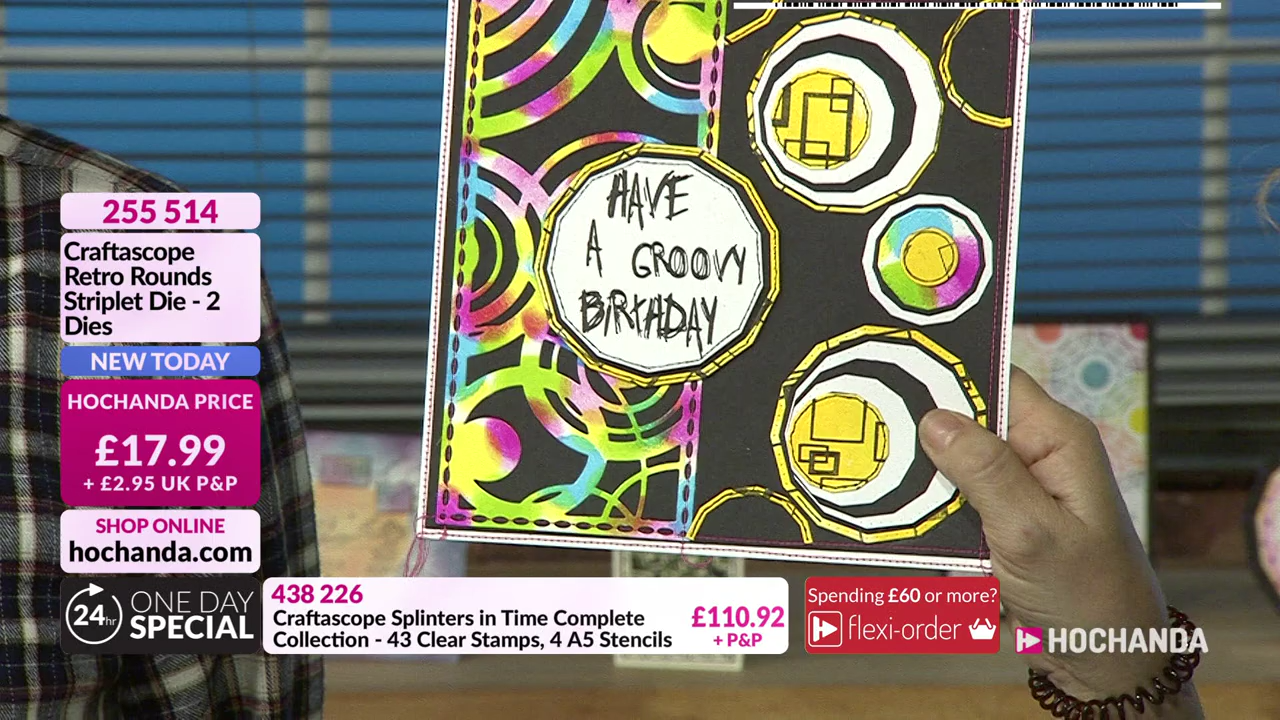 HAVE
A GROOVY
BIRTHDAY
255 514
Craftascope
Retro Rounds
Striplet Die - 2
Dies
NEW TODAY
HOCHANDA PRICE
£17.99
+ £2.95 UK P&P
SHOP ONLINE
hochanda.com
24hr
ONE DAY
SPECIAL
438 226
Craftascope Splinters in Time Complete
Collection - 43 Clear Stamps, 4 A5 Stencils
£110.92
+ P&P
Spending £60 or more?
flexi-order
HOCHANDA